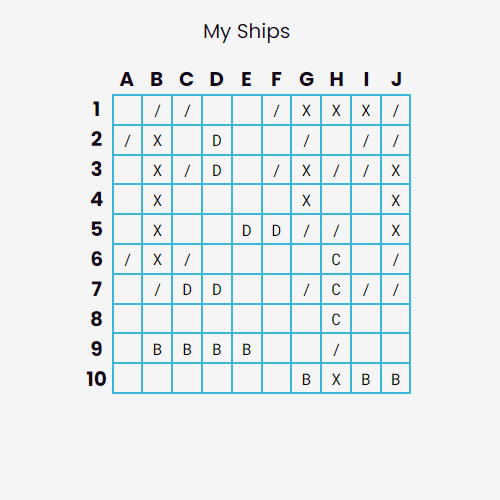 My Ships
A B C D E F G H I J
1 / / / X X X /
2 / X D / / /
3 X / D / X / / X
4 X X X
5 X D D / / X
6 / X / C /
7 / D D / C / /
8 C
9 B B B B /
10 B X B B